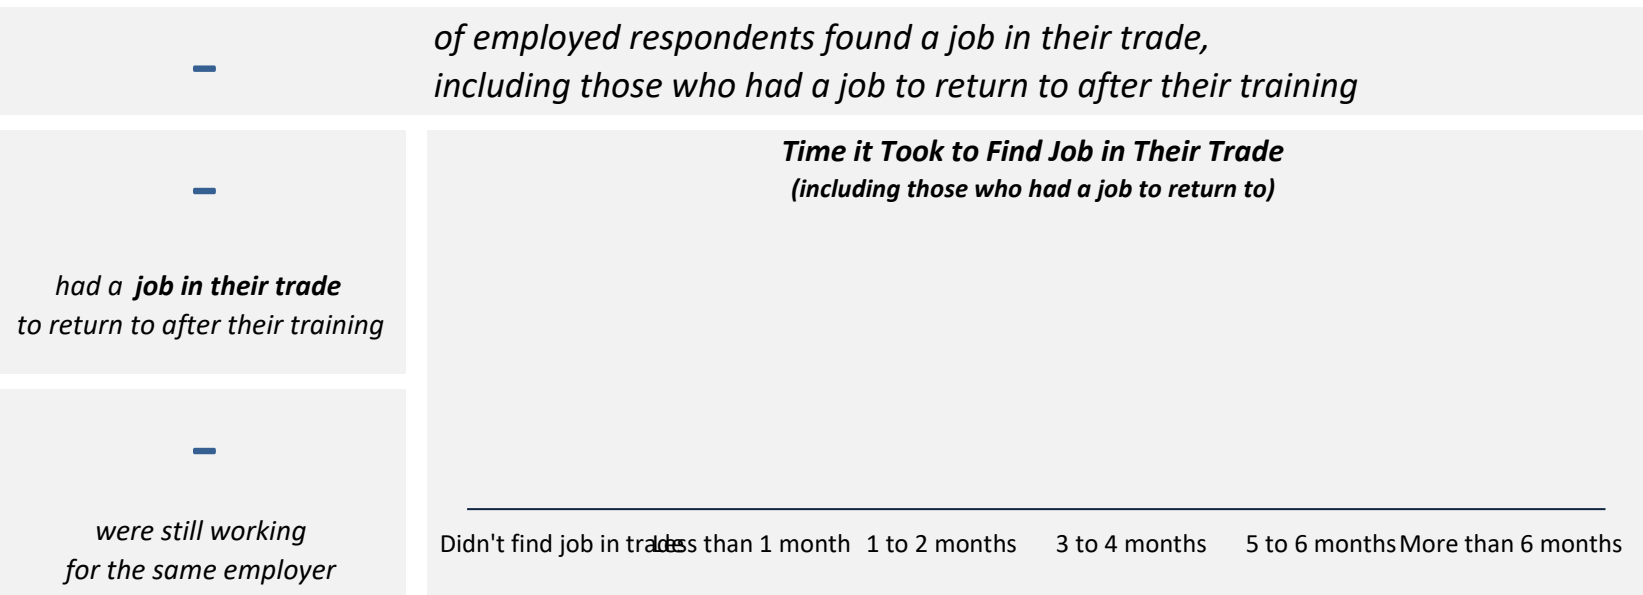 –
of employed respondents found a job in their trade,
including those who had a job to return to after their training
–
had a job in their trade
to return to after their training
–
were still working
for the same employer
Time it Took to Find Job in Their Trade
(including those who had a job to return to)
Didn't find job in trade Less than 1 month 1 to 2 months 3 to 4 months 5 to 6 months More than 6 months